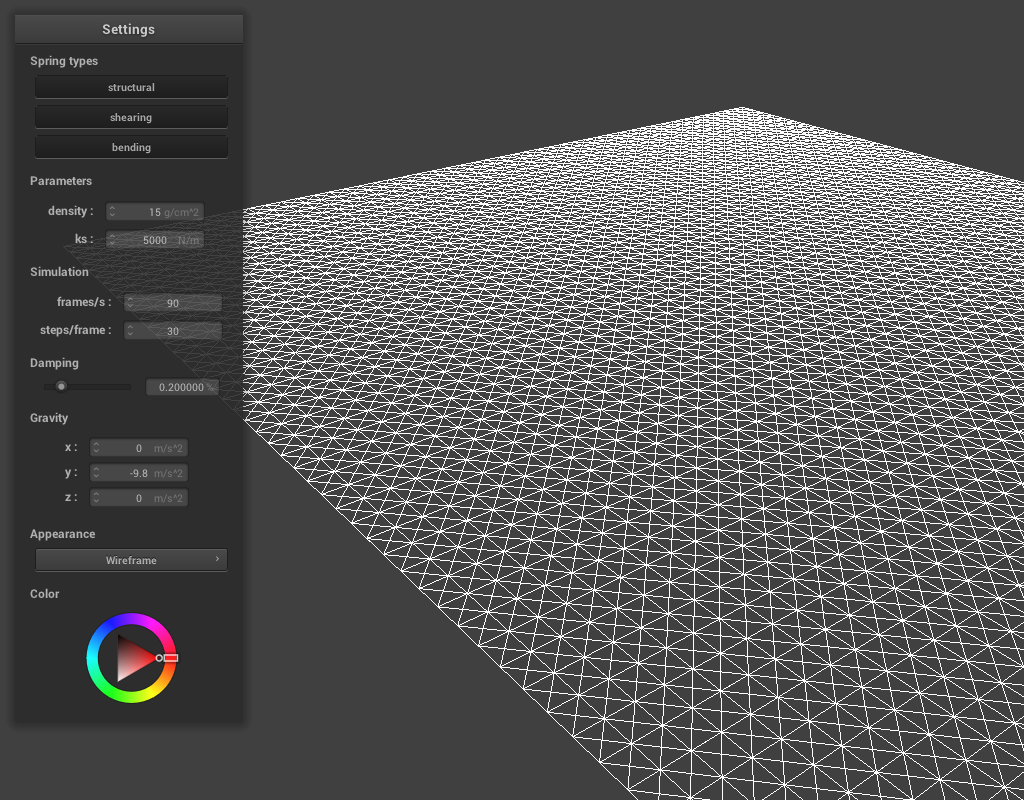 Settings
Spring types
structural
shearing
bending
Parameters
density : 15 g/cm^2
ks : 5000 N/m
Simulation
frames/s : 90
steps/frame : 30
Damping
0.200000 %
Gravity
x : 0 m/s^2
y : -9.8 m/s^2
z : 0 m/s^2
Appearance
Wireframe ›
Color